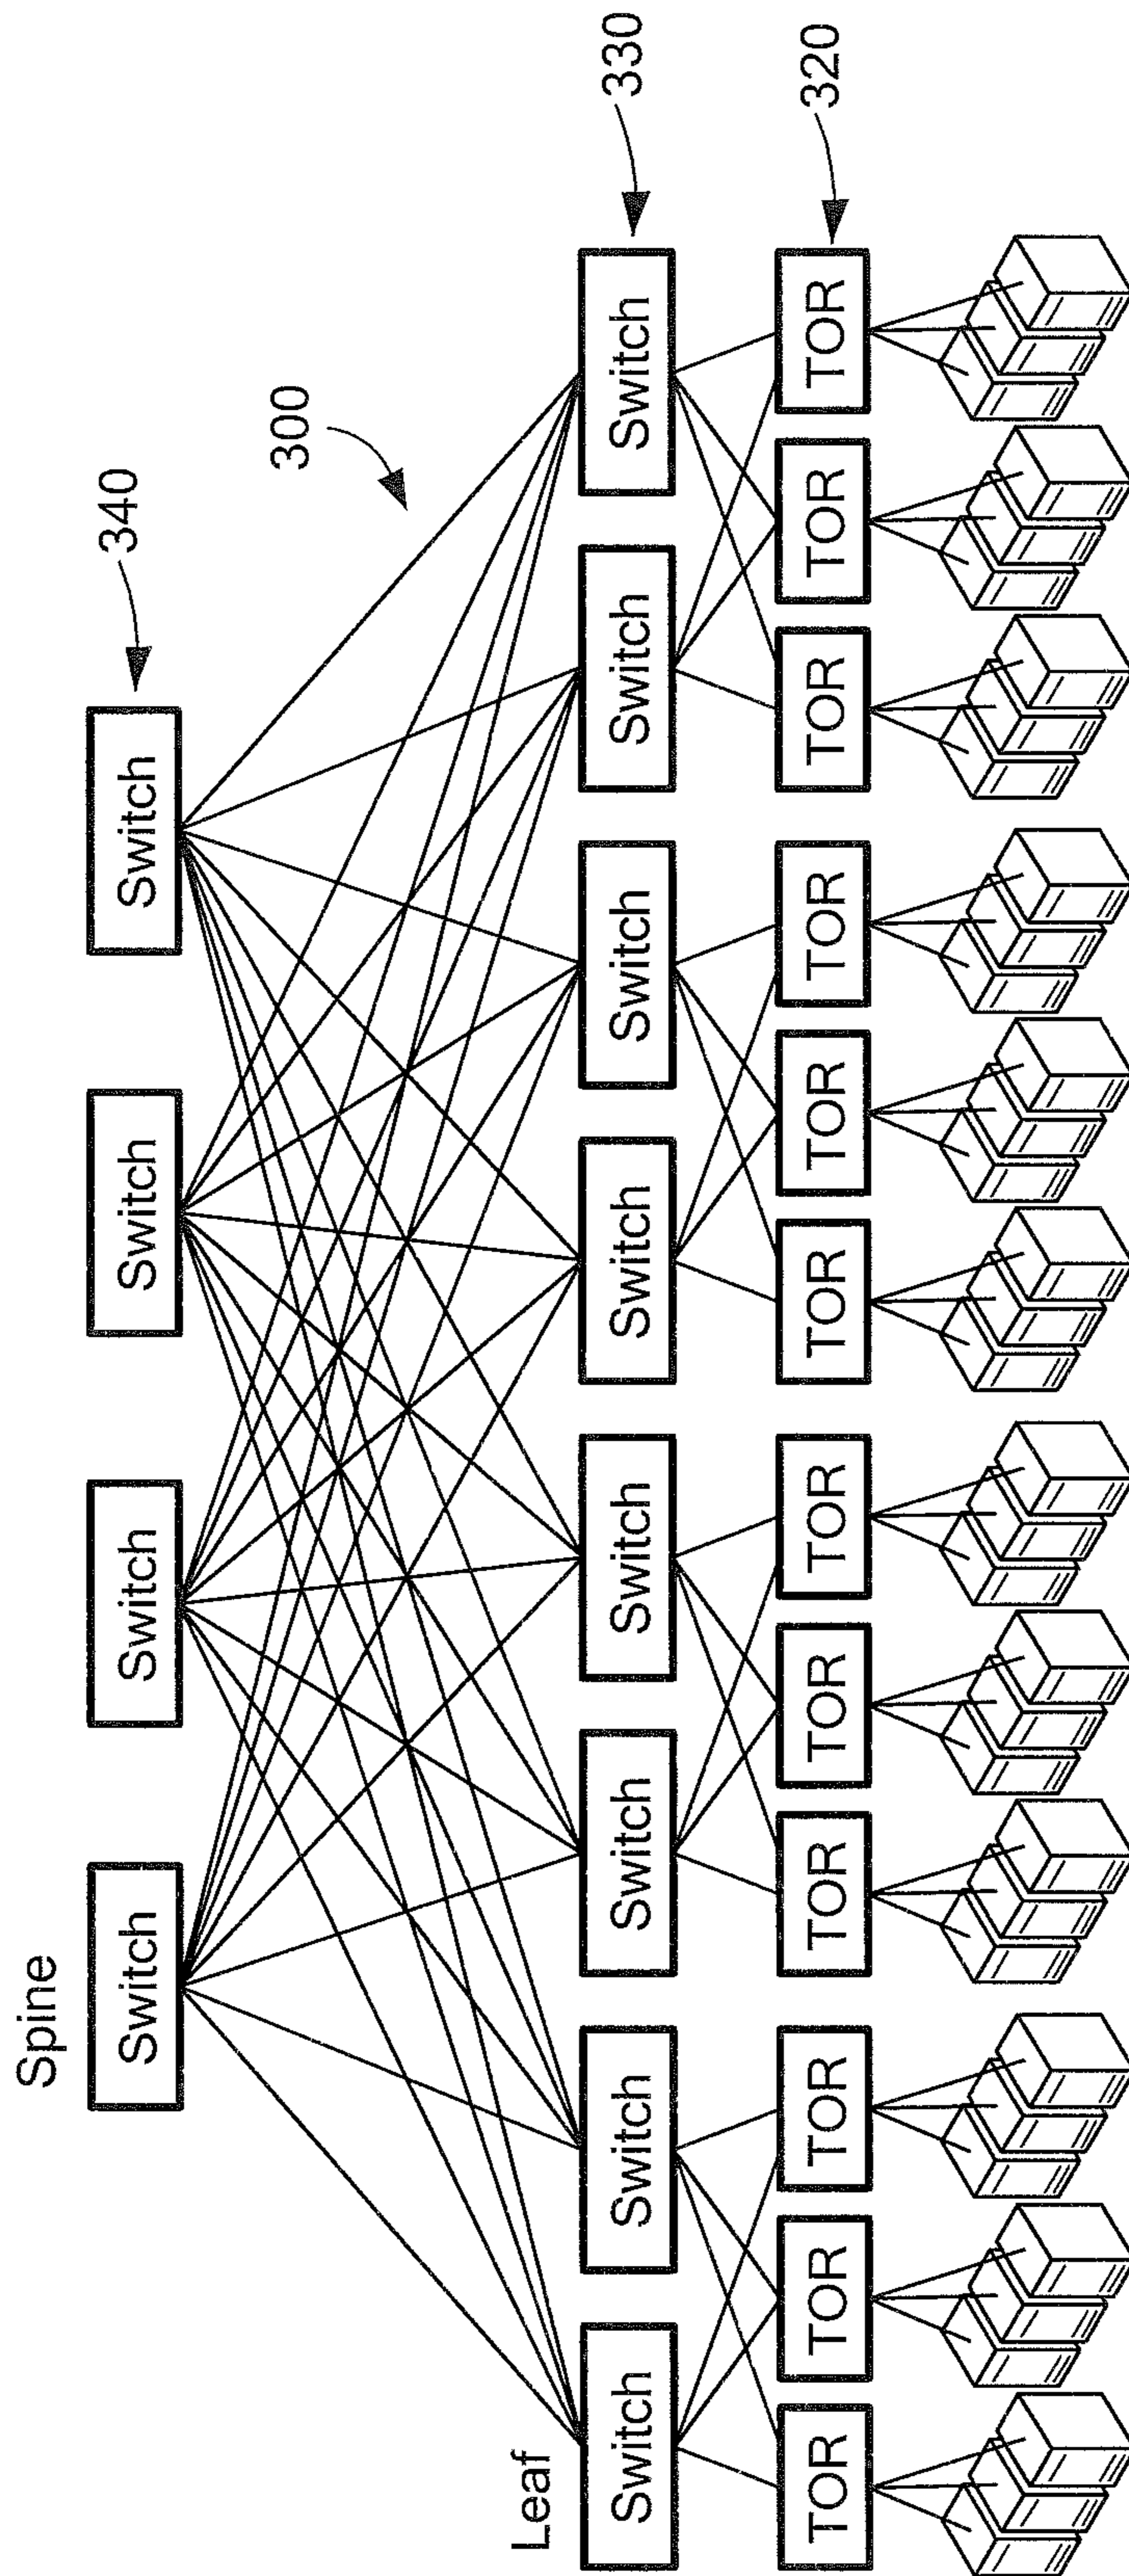 Spine
Switch Switch Switch Switch 340
300
Leaf
Switch Switch Switch Switch Switch Switch Switch Switch 330
TOR TOR TOR TOR TOR TOR TOR TOR TOR TOR TOR TOR 320